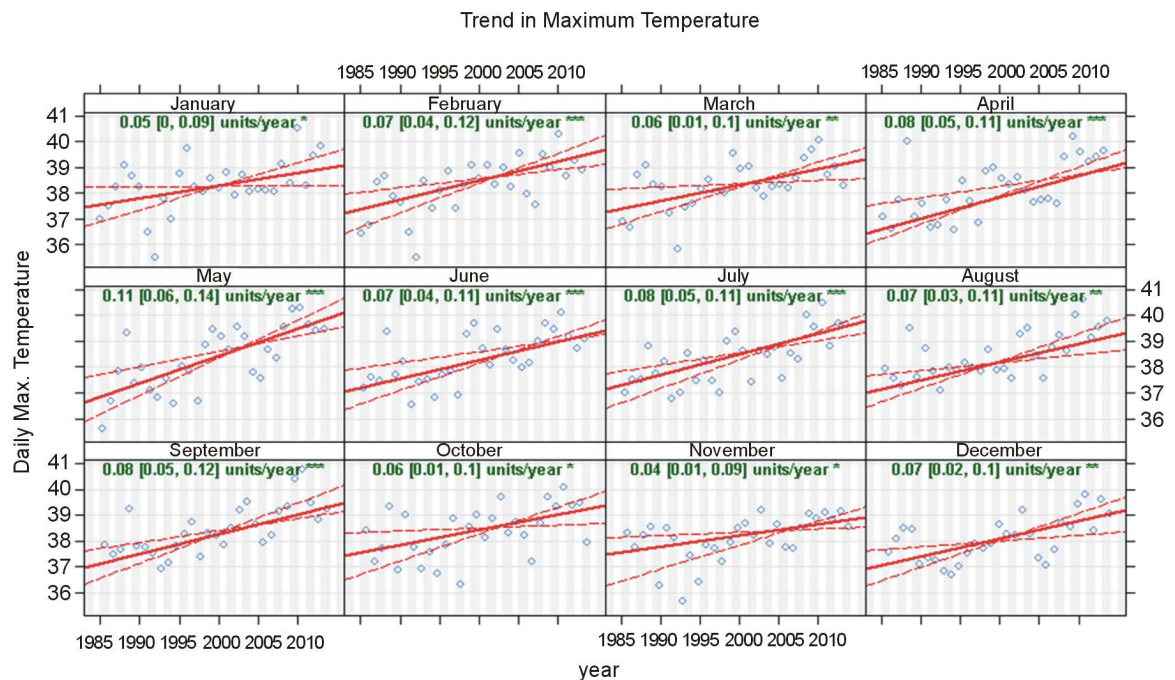 Trend in Maximum Temperature
1985 1990 1995 2000 2005 2010
1985 1990 1995 2000 2005 2010
January
February
March
April
41
40
39
38
37
36
0.05 [0, 0.09] units/year *
0.07 [0.04, 0.12] units/year ***
0.06 [0.01, 0.1] units/year **
0.08 [0.05, 0.11] units/year ***
May
June
July
August
0.11 [0.06, 0.14] units/year ***
0.07 [0.04, 0.11] units/year ***
0.08 [0.05, 0.11] units/year ***
0.07 [0.03, 0.11] units/year **
41
40
39
38
37
36
Daily Max. Temperature
September
October
November
December
41
40
39
38
37
36
0.08 [0.05, 0.12] units/year ***
0.06 [0.01, 0.1] units/year *
0.04 [0.01, 0.09] units/year *
0.07 [0.02, 0.1] units/year **
1985 1990 1995 2000 2005 2010
1985 1990 1995 2000 2005 2010
year